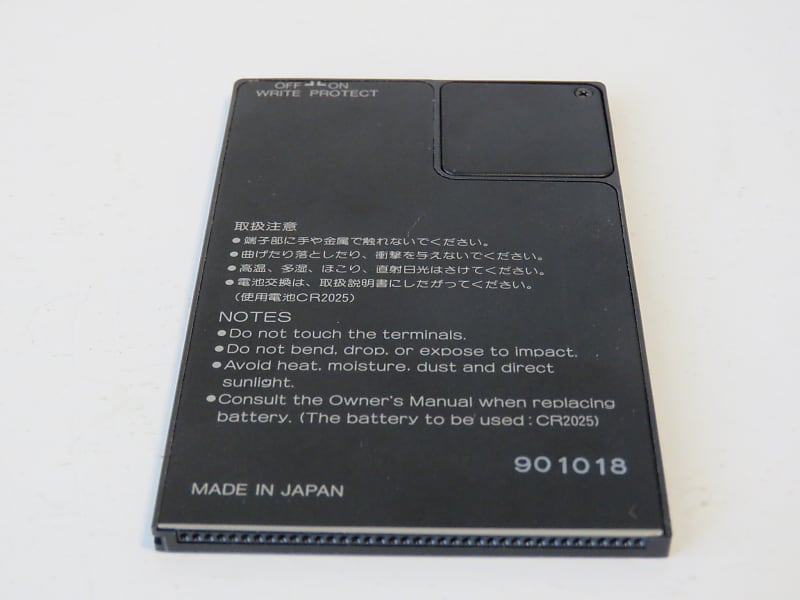 OFF ON
WRITE PROTECT
取扱注意
●端子部に手や金属で触れないでください。
●曲げたり落としたり、衝撃を与えないでください。
●高温、多湿、ほこり、直射日光はさけてください。
●電池交換は、取扱説明書にしたがってください。
(使用電池CR2025)
NOTES
●Do not touch the terminals.
●Do not bend, drop, or expose to impact.
●Avoid heat, moisture, dust and direct
sunlight.
●Consult the Owner's Manual when replacing
battery. (The battery to be used : CR2025)
901018
MADE IN JAPAN